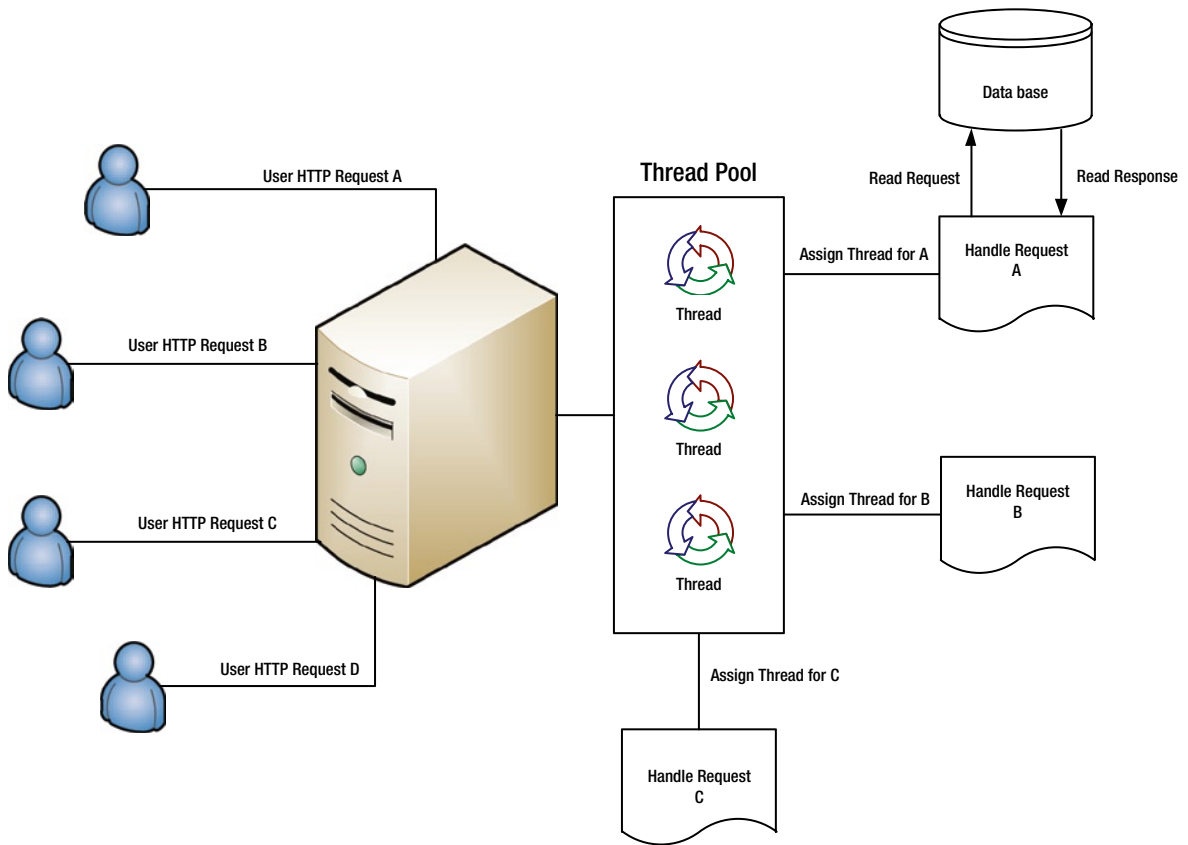 Data base
Read Request
Read Response
User HTTP Request A
Thread Pool
Assign Thread for A
Handle Request
A
Thread
User HTTP Request B
Thread
User HTTP Request C
Assign Thread for B
Handle Request
B
Thread
User HTTP Request D
Assign Thread for C
Handle Request
C